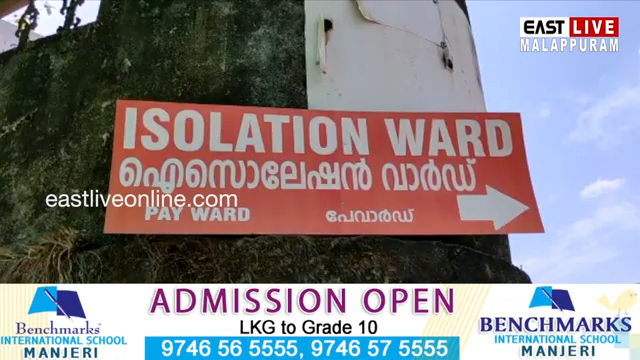 EAST LIVE
MALAPPURAM
ISOLATION WARD
ഐസൊലേഷൻ വാർഡ്
eastliveonline.com
PAY WARD പേവാർഡ്
ADMISSION OPEN
LKG to Grade 10
9746 56 5555, 9746 57 5555
Benchmarks
INTERNATIONAL SCHOOL
MANJERI
BENCHMARKS
INTERNATIONAL SCHOOL
MANJERI